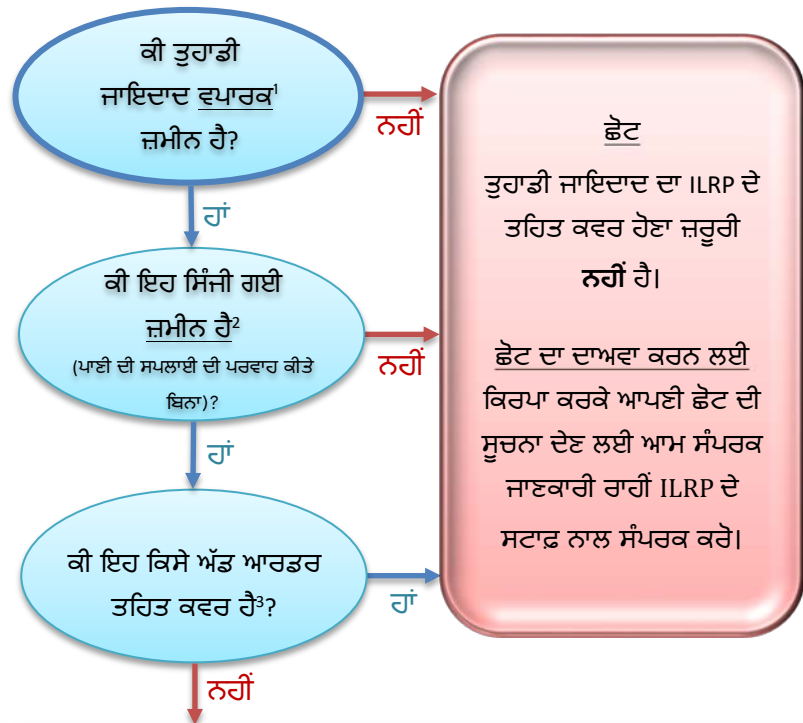 ਕੀ ਤੁਹਾਡੀ
ਜਾਇਦਾਦ ਵਪਾਰਕ¹
ਜ਼ਮੀਨ ਹੈ?
ਨਹੀਂ
ਹਾਂ
ਕੀ ਇਹ ਸਿੰਜੀ ਗਈ
ਜ਼ਮੀਨ ਹੈ²
(ਪਾਣੀ ਦੀ ਸਪਲਾਈ ਦੀ ਪਰਵਾਹ ਕੀਤੇ
ਬਿਨਾ)?
ਨਹੀਂ
ਹਾਂ
ਕੀ ਇਹ ਕਿਸੇ ਅੱਡ ਆਰਡਰ
ਤਹਿਤ ਕਵਰ ਹੈ³?
ਹਾਂ
ਨਹੀਂ
ਛੋਟ
ਤੁਹਾਡੀ ਜਾਇਦਾਦ ਦਾ ILRP ਦੇ
ਤਹਿਤ ਕਵਰ ਹੋਣਾ ਜ਼ਰੂਰੀ
ਨਹੀਂ ਹੈ।
ਛੋਟ ਦਾ ਦਾਅਵਾ ਕਰਨ ਲਈ
ਕਿਰਪਾ ਕਰਕੇ ਆਪਣੀ ਛੋਟ ਦੀ
ਸੂਚਨਾ ਦੇਣ ਲਈ ਆਮ ਸੰਪਰਕ
ਜਾਣਕਾਰੀ ਰਾਹੀਂ ILRP ਦੇ
ਸਟਾਫ਼ ਨਾਲ ਸੰਪਰਕ ਕਰੋ।